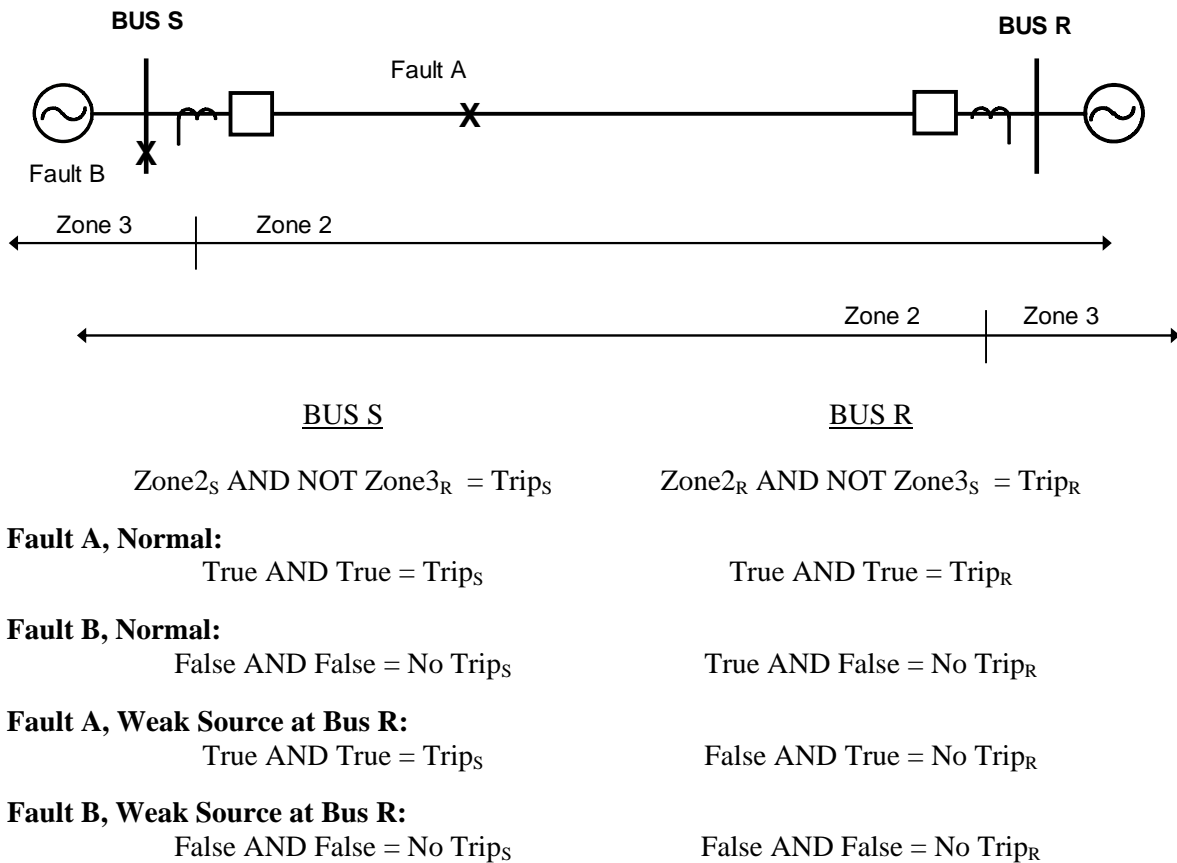 BUS S
BUS R
Fault A
X
X
Fault B
Zone 3 Zone 2
Zone 2 Zone 3
BUS S BUS R
Zone2S AND NOT Zone3R = TripS Zone2R AND NOT Zone3S = TripR
Fault A, Normal:
True AND True = TripS True AND True = TripR
Fault B, Normal:
False AND False = No TripS True AND False = No TripR
Fault A, Weak Source at Bus R:
True AND True = TripS False AND True = No TripR
Fault B, Weak Source at Bus R:
False AND False = No TripS False AND False = No TripR